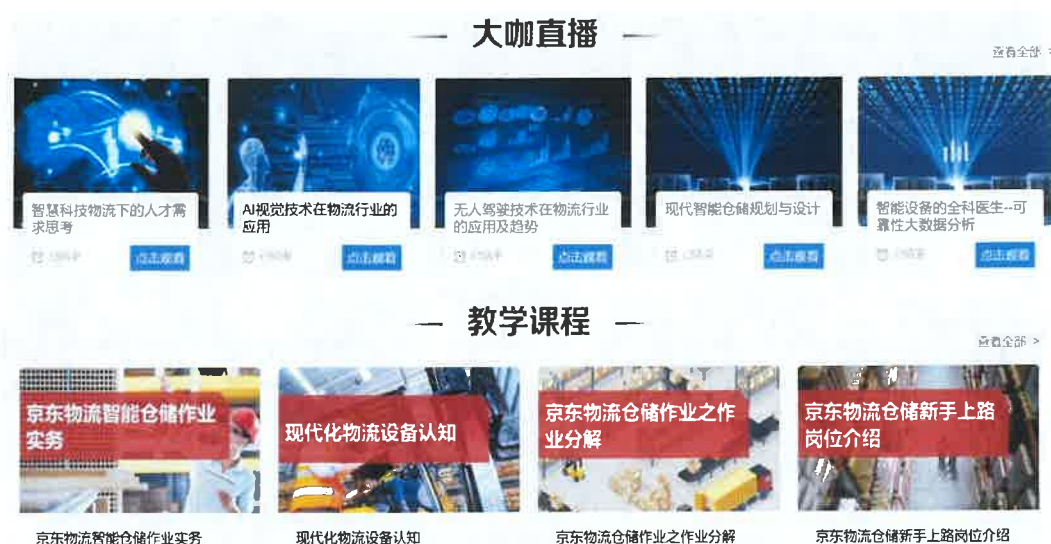 大咖直播
查看全部 >
智慧科技物流下的人才需
求思考
AI视觉技术在物流行业的
应用
无人驾驶技术在物流行业
的应用及趋势
现代智能仓储规划与设计
智能设备的全科医生--可
靠性大数据分析
点击观看
点击观看
点击观看
点击观看
点击观看
教学课程
查看全部 >
京东物流智能仓储作业
实务
现代化物流设备认知
京东物流仓储作业之作
业分解
京东物流仓储新手上路
岗位介绍
京东物流智能仓储作业实务
现代化物流设备认知
京东物流仓储作业之作业分解
京东物流仓储新手上路岗位介绍